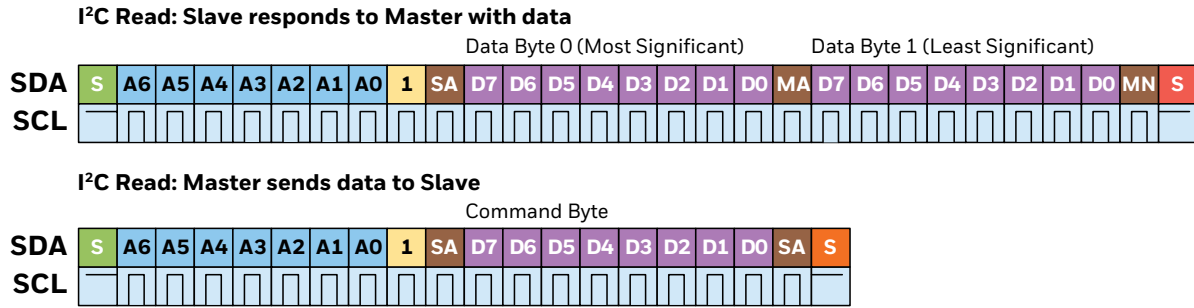 I²C Read: Slave responds to Master with data
Data Byte 0 (Most Significant) Data Byte 1 (Least Significant)
SDA S A6 A5 A4 A3 A2 A1 A0 1 SA D7 D6 D5 D4 D3 D2 D1 D0 MA D7 D6 D5 D4 D3 D2 D1 D0 MN S
SCL
I²C Read: Master sends data to Slave
Command Byte
SDA S A6 A5 A4 A3 A2 A1 A0 1 SA D7 D6 D5 D4 D3 D2 D1 D0 SA S
SCL